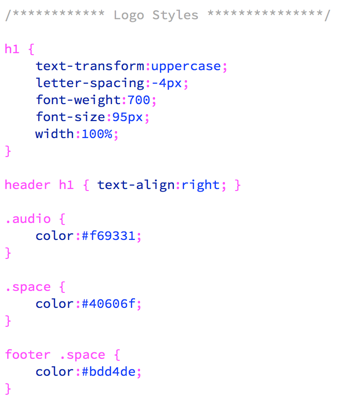 /************ Logo Styles ***************/
h1 {
text-transform:uppercase;
letter-spacing:-4px;
font-weight:700;
font-size:95px;
width:100%;
}
header h1 { text-align:right; }
.audio {
color:#f69331;
}
.space {
color:#40606f;
}
footer .space {
color:#bdd4de;
}